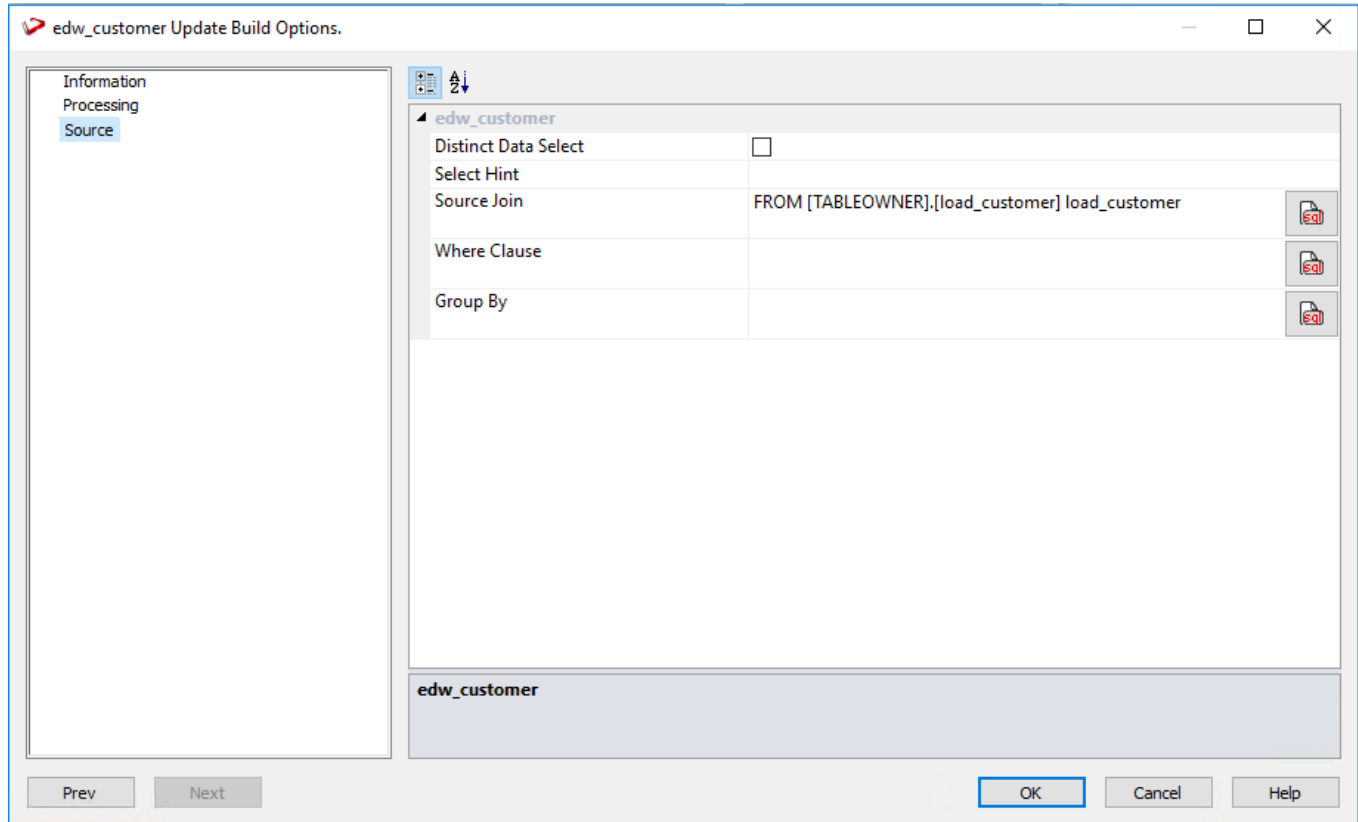 edw_customer Update Build Options.
Information
Processing
Source
edw_customer
Distinct Data Select
Select Hint
Source Join FROM [TABLEOWNER].[load_customer] load_customer
Where Clause
Group By
edw_customer
Prev Next OK Cancel Help